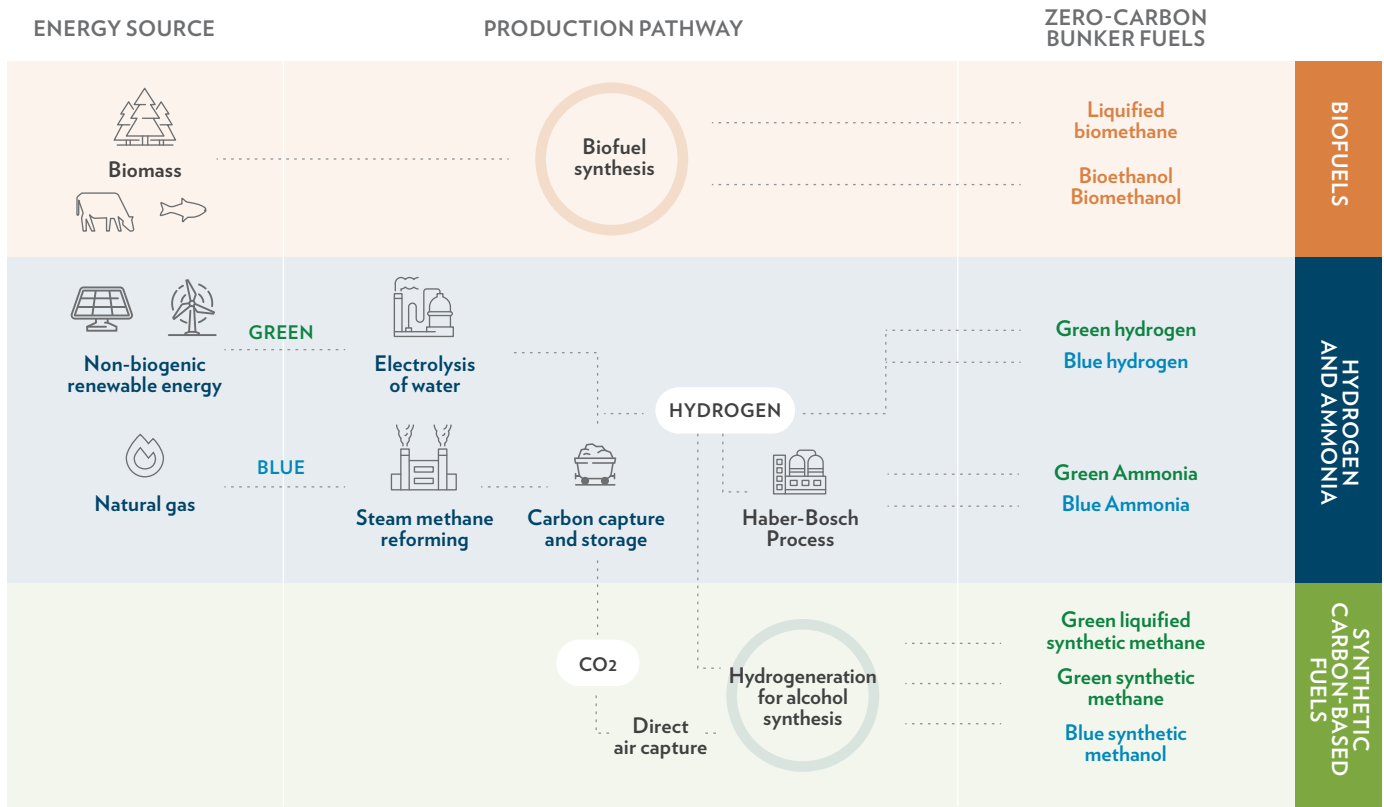 ENERGY SOURCE
PRODUCTION PATHWAY
ZERO-CARBON
BUNKER FUELS
Biomass
Biofuel
synthesis
Liquified
biomethane
Bioethanol
Biomethanol
BIOFUELS
Non-biogenic
renewable energy
GREEN
Electrolysis
of water
HYDROGEN
Green hydrogen
Blue hydrogen
Natural gas
BLUE
Steam methane
reforming
Carbon capture
and storage
Haber-Bosch
Process
Green Ammonia
Blue Ammonia
HYDROGEN
AND AMMONIA
CO2
Direct
air capture
Hydrogeneration
for alcohol
synthesis
Green liquified
synthetic methane
Green synthetic
methane
Blue synthetic
methanol
SYNTHETIC
CARBON-BASED
FUELS